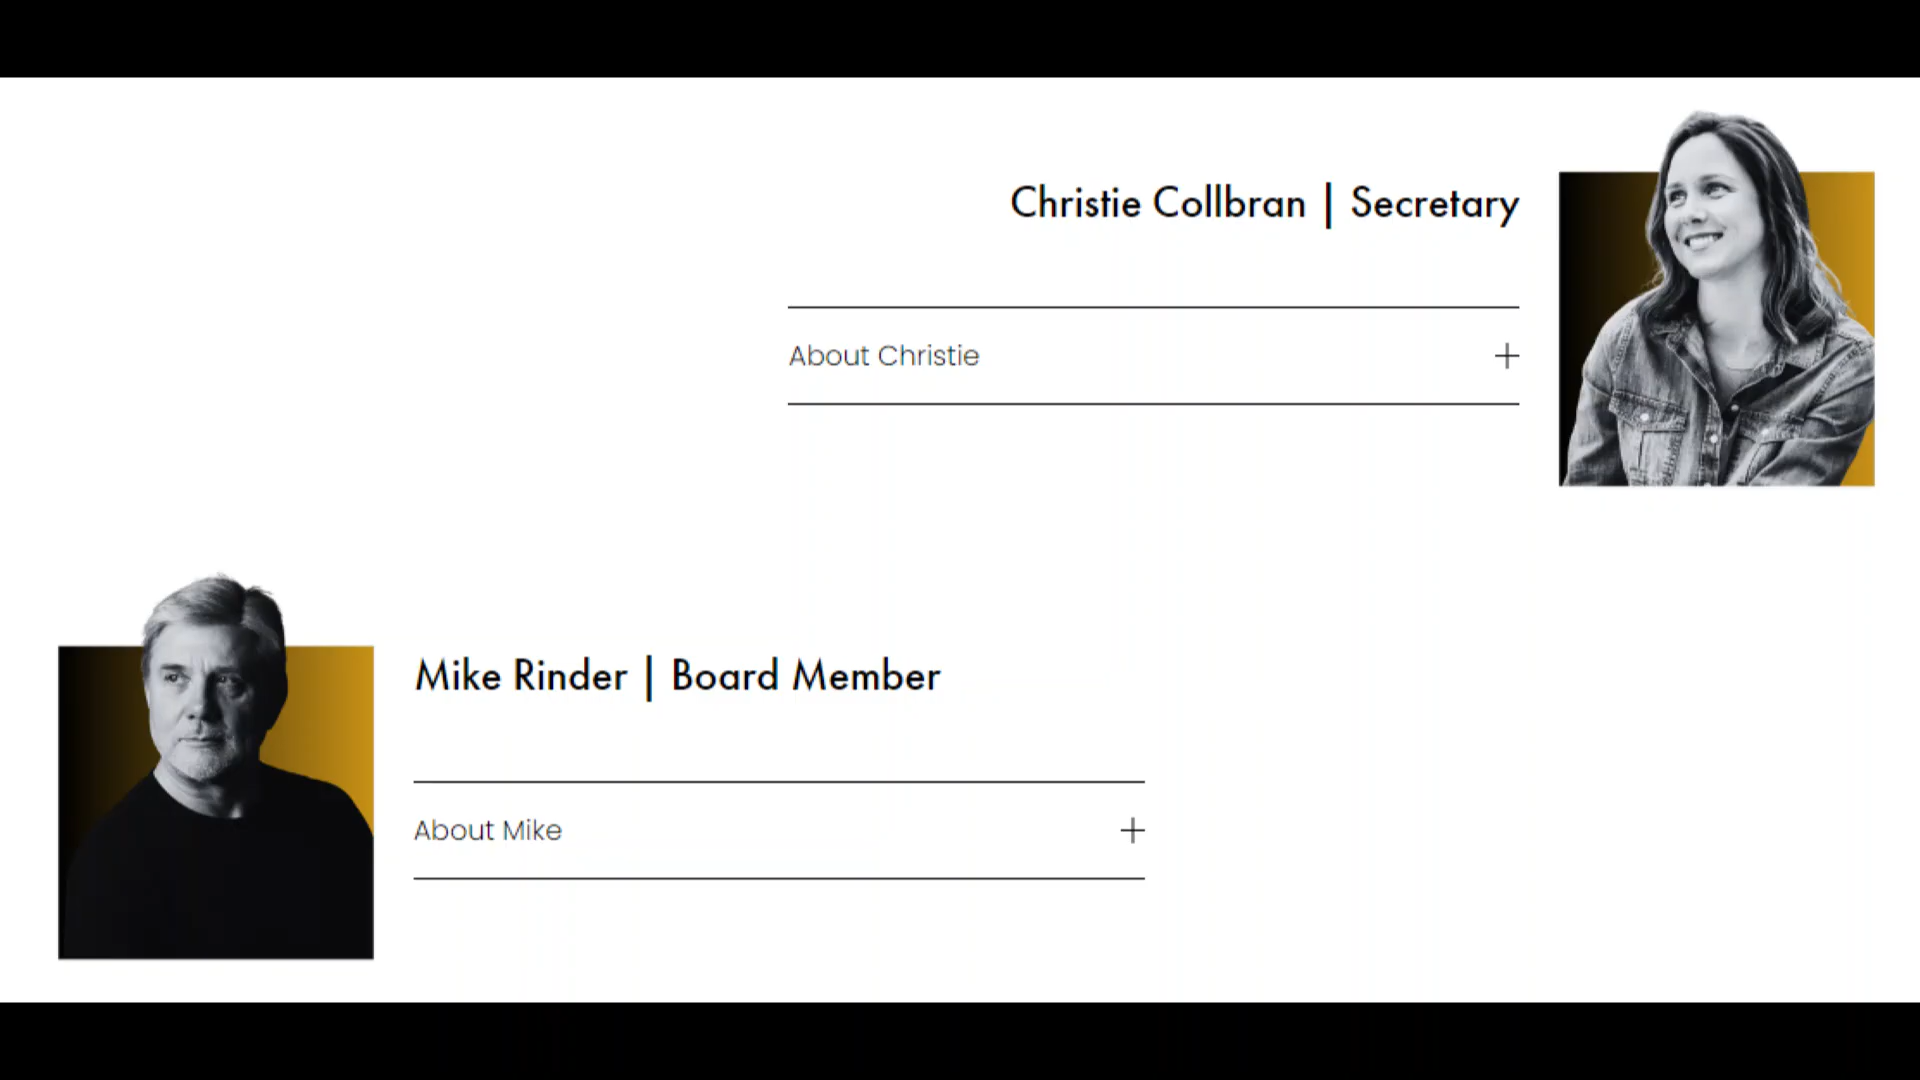 Christie Collbran | Secretary
About Christie
Mike Rinder | Board Member
About Mike